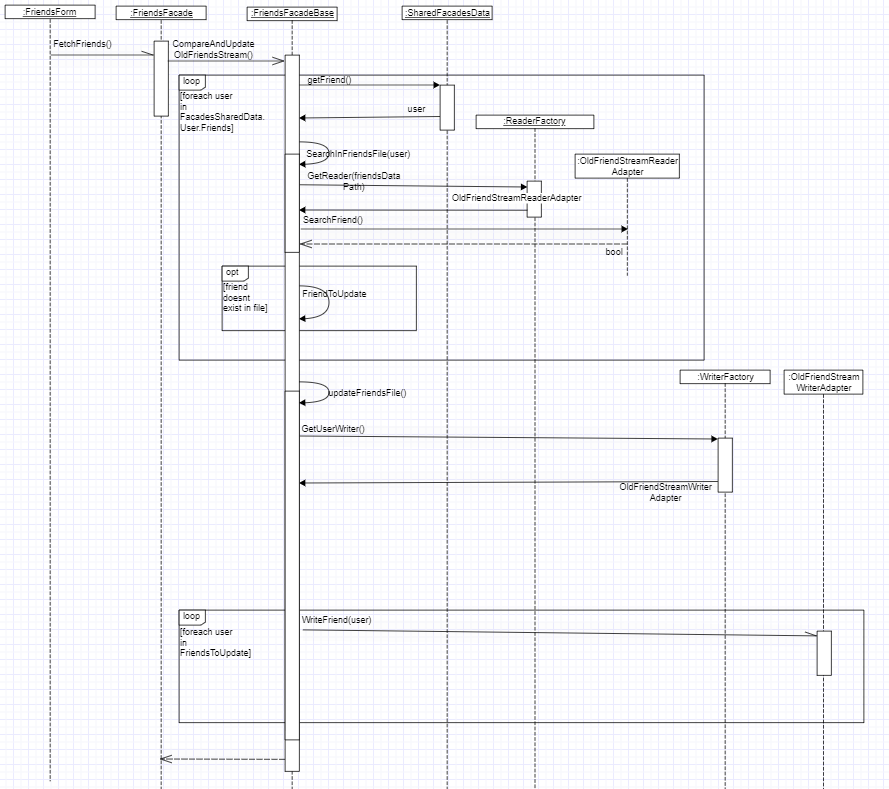 :FriendsForm
:FriendsFacade
:FriendsFacadeBase
:SharedFacadesData
FetchFriends()
CompareAndUpdate
OldFriendsStream()
loop
[foreach user
in
FacadesSharedData.
User.Friends]
getFriend()
user
:ReaderFactory
SearchInFriendsFile(user)
:OldFriendStreamReader
Adapter
GetReader(friendsData
Path)
OldFriendStreamReaderAdapter
SearchFriend()
bool
opt
[friend
doesnt
exist in file]
FriendToUpdate
:WriterFactory
:OldFriendStream
WriterAdapter
updateFriendsFile()
GetUserWriter()
OldFriendStreamWriter
Adapter
loop
[foreach user
in
FriendsToUpdate]
WriteFriend(user)